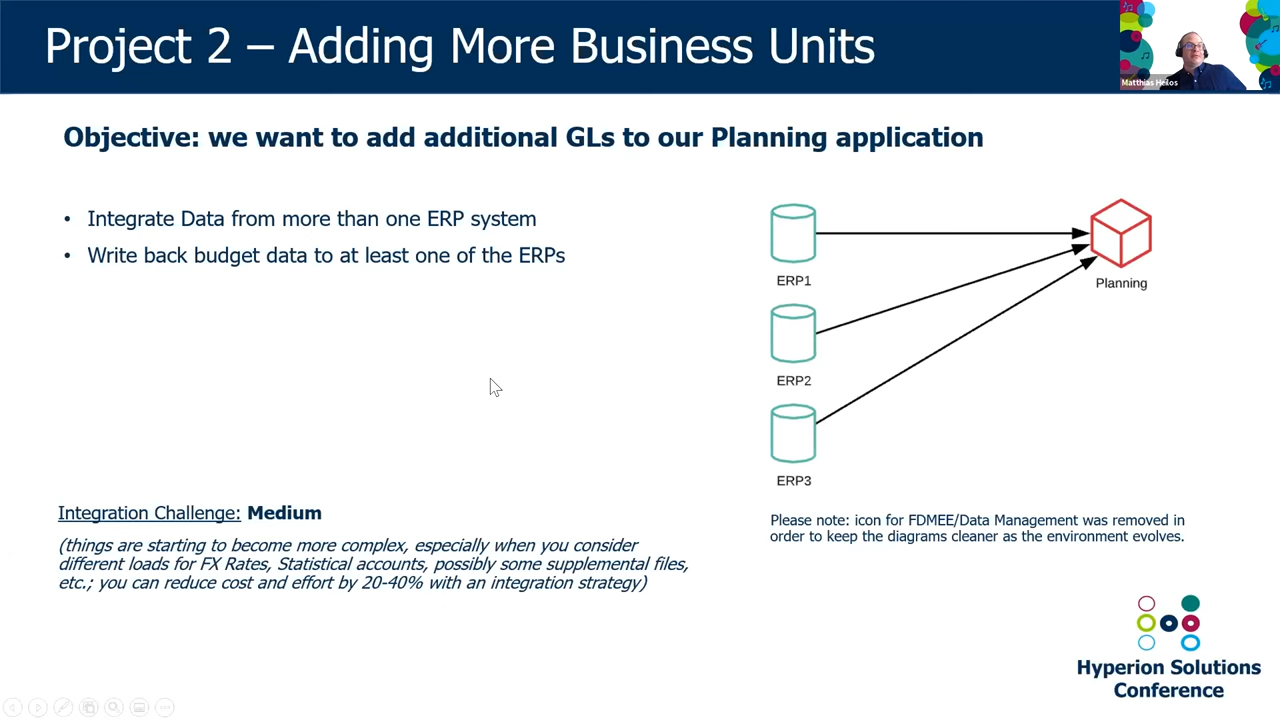 Project 2 – Adding More Business Units
Matthias Heilos
Objective: we want to add additional GLs to our Planning application
• Integrate Data from more than one ERP system
• Write back budget data to at least one of the ERPs
ERP1
Planning
ERP2
ERP3
Integration Challenge: Medium
(things are starting to become more complex, especially when you consider
different loads for FX Rates, Statistical accounts, possibly some supplemental files,
etc.; you can reduce cost and effort by 20-40% with an integration strategy)
Please note: icon for FDMEE/Data Management was removed in
order to keep the diagrams cleaner as the environment evolves.
Hyperion Solutions
Conference